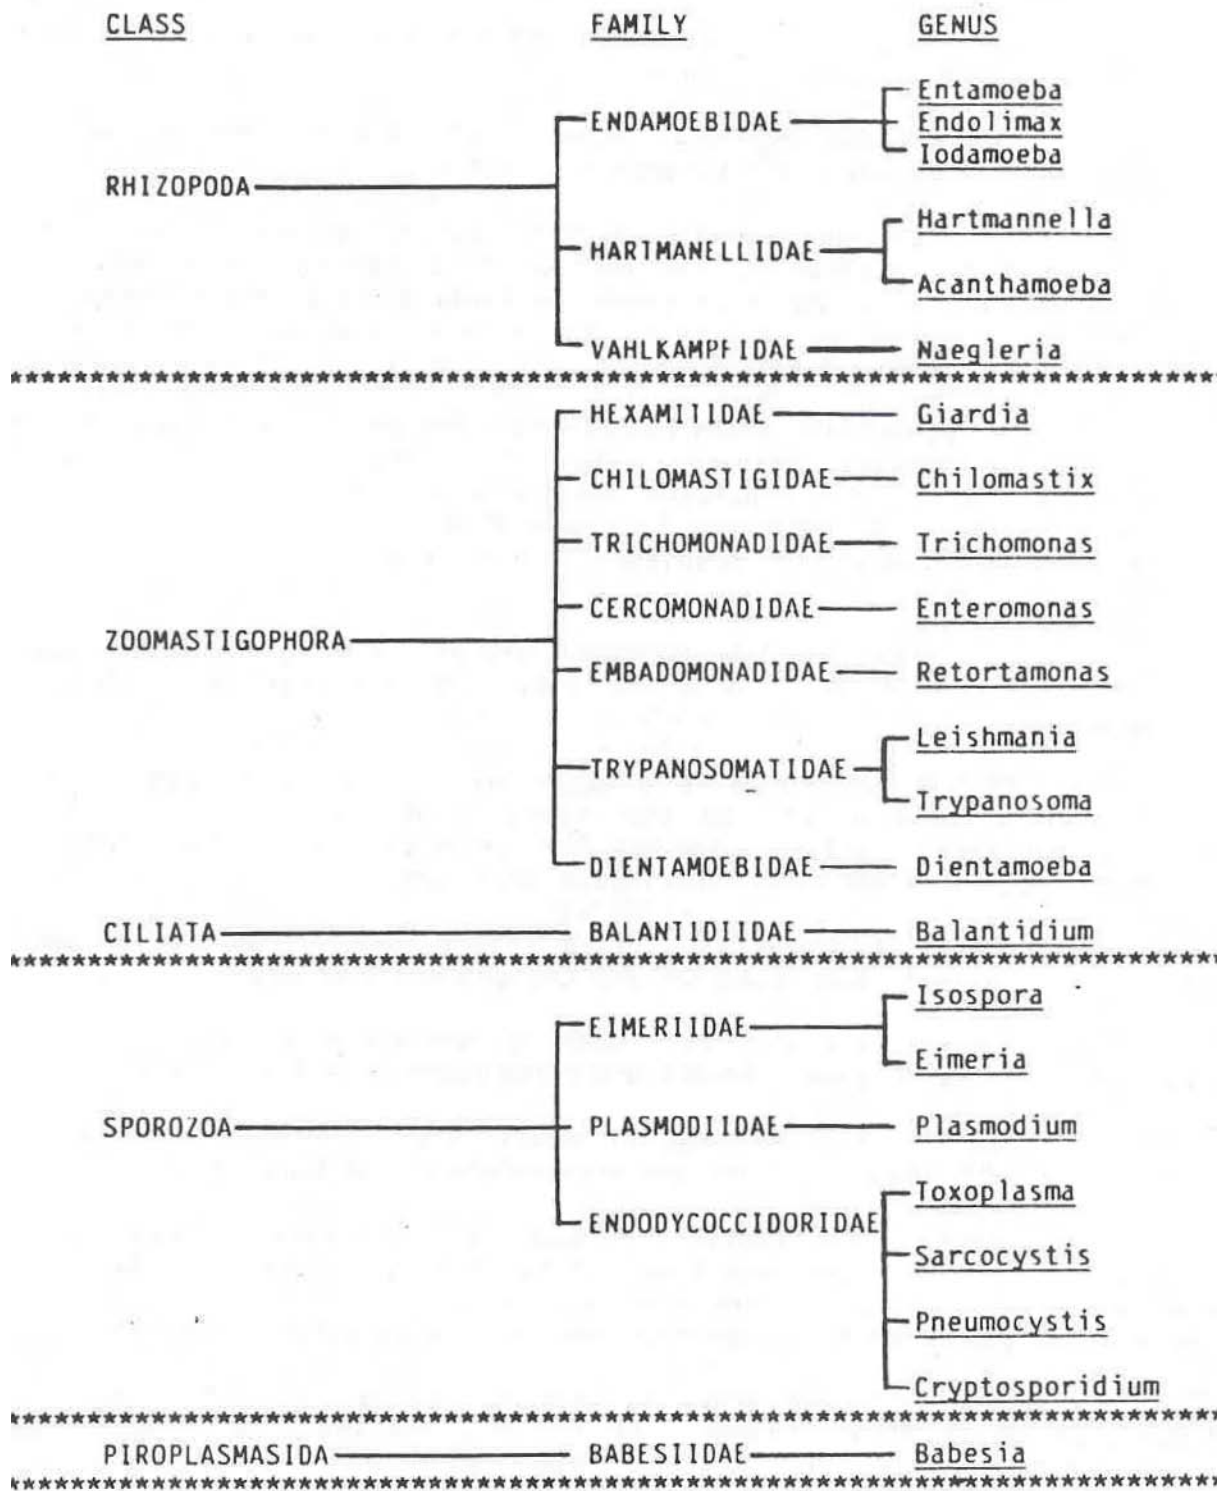 CLASS FAMILY GENUS
Entamoeba
ENDAMOEBIDAE Endolimax
Iodamoeba
RHIZOPODA
Hartmannella
HARTMANELLIDAE
Acanthamoeba
VAHLKAMPFIDAE Naegleria
HEXAMITIDAE Giardia
CHILOMASTIGIDAE Chilomastix
TRICHOMONADIDAE Trichomonas
CERCOMONADIDAE Enteromonas
ZOOMASTIGOPHORA
EMBADOMONADIDAE Retortamonas
Leishmania
TRYPANOSOMATIDAE
Trypanosoma
DIENTAMOEBIDAE Dientamoeba
CILIATA BALANTIDIIDAE Balantidium
Isospora
EIMERIIDAE
Eimeria
SPOROZOA PLASMODIIDAE Plasmodium
Toxoplasma
ENDODYCOCCIDORIDAE
Sarcocystis
Pneumocystis
Cryptosporidium
PIROPLASMASIDA BABESIIDAE Babesia